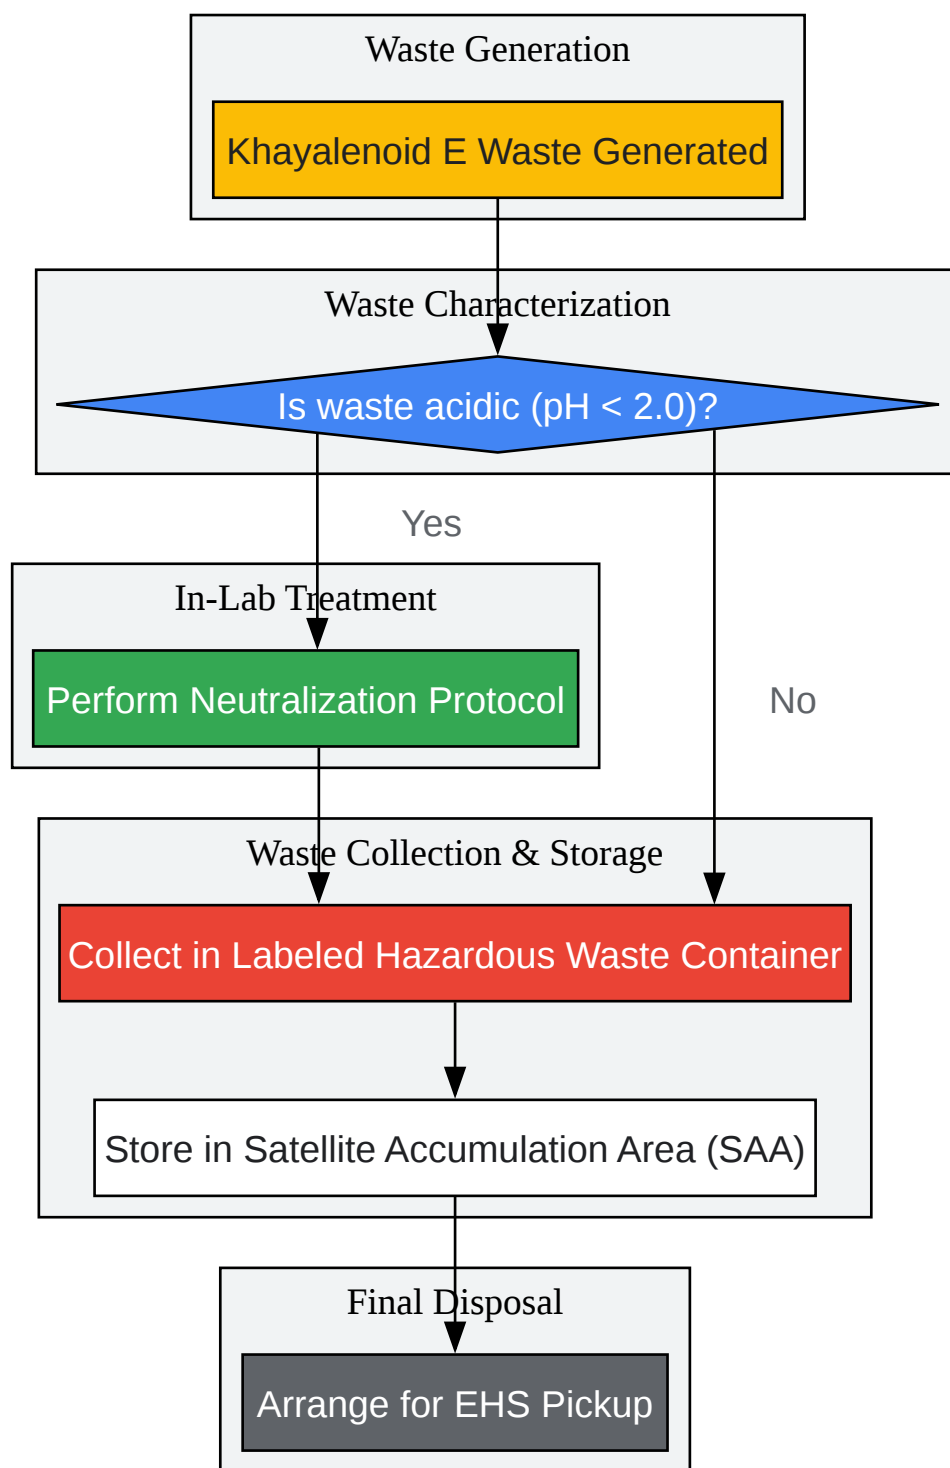 Waste Generation
Khayalenoid E Waste Generated
Waste Characterization
Is waste acidic (pH < 2.0)?
Yes
In-Lab Treatment
Perform Neutralization Protocol
No
Waste Collection & Storage
Collect in Labeled Hazardous Waste Container
Store in Satellite Accumulation Area (SAA)
Final Disposal
Arrange for EHS Pickup